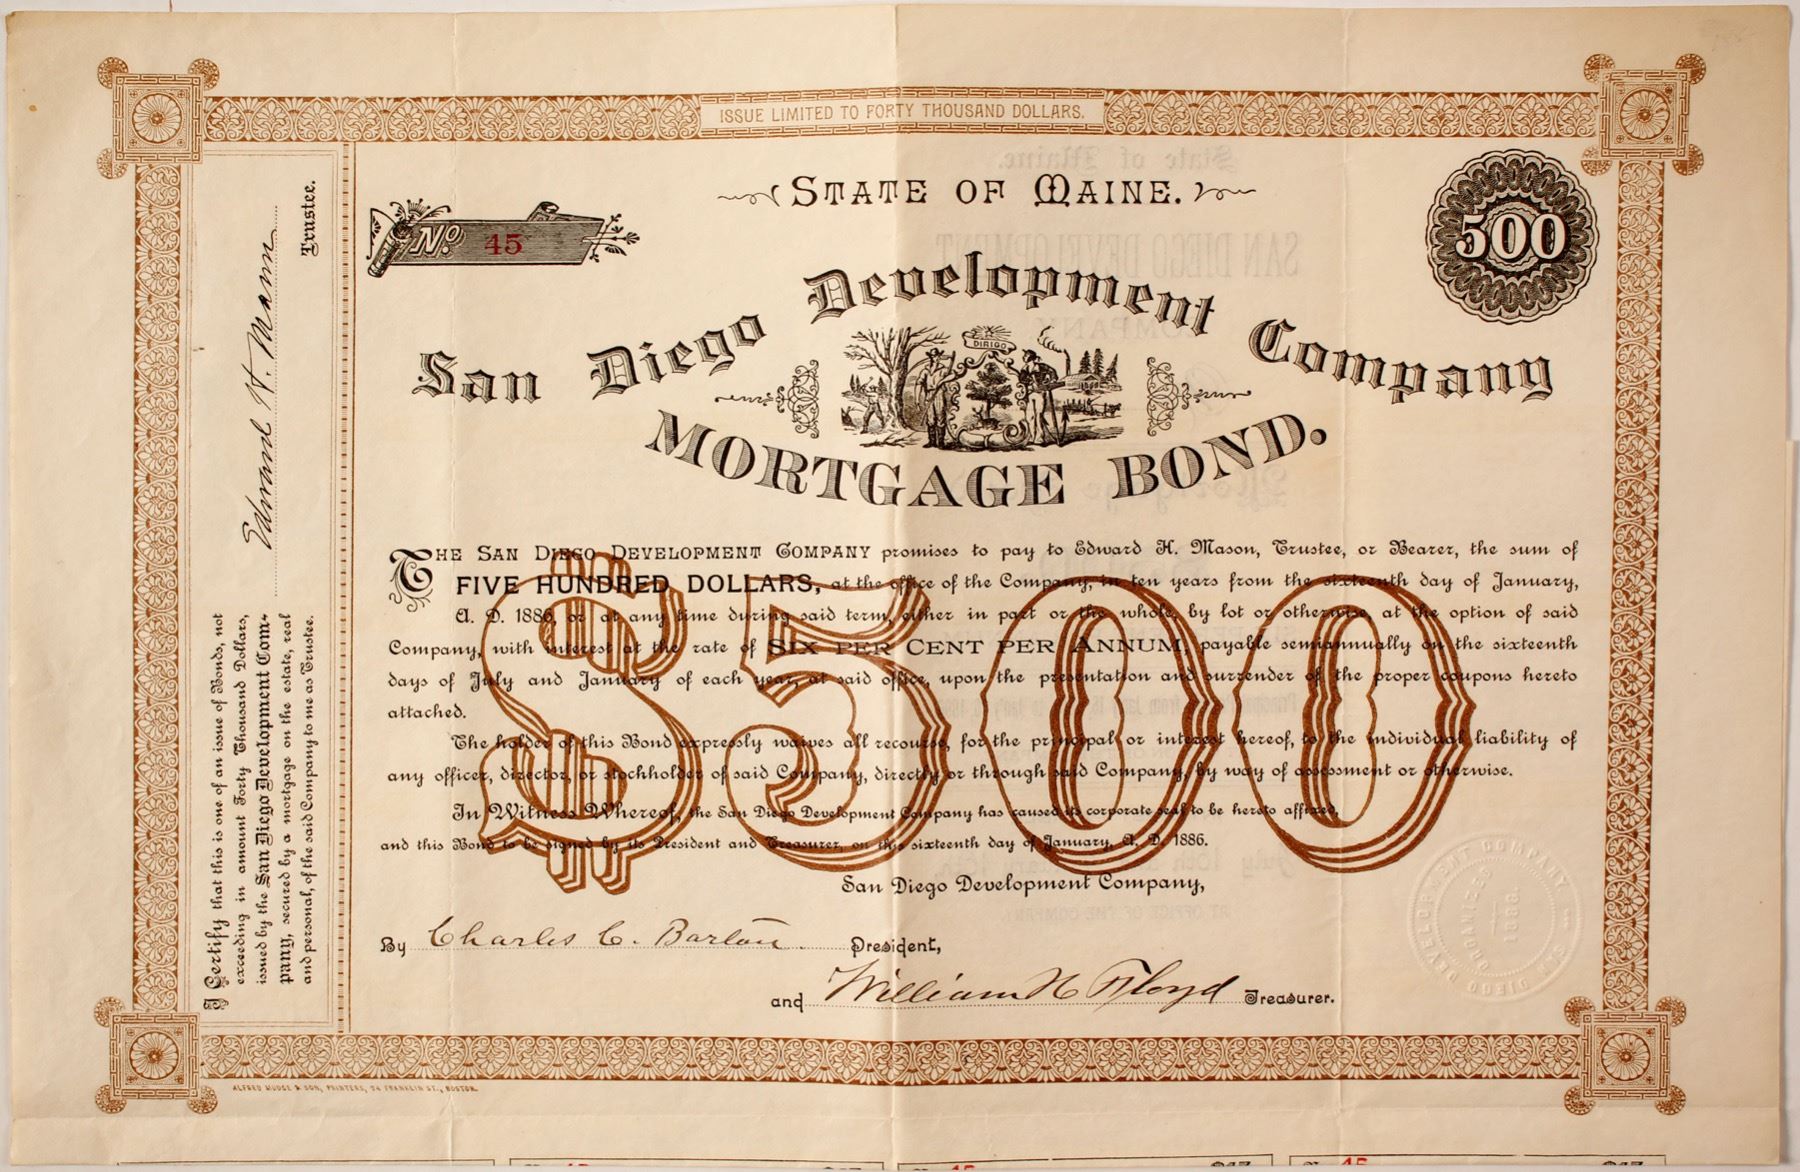 ISSUE LIMITED TO FORTY THOUSAND DOLLARS.
STATE OF MAINE.
No. 45
500
San Diego Development Company
DIRIGO
MORTGAGE BOND.
THE SAN DIEGO DEVELOPMENT COMPANY promises to pay to Edward H. Mason, Trustee, or Bearer, the sum of
FIVE HUNDRED DOLLARS, at the office of the Company, in ten years from the sixteenth day of January,
A. D. 1886, or at any time during said term, either in part or the whole, by lot or otherwise, at the option of said
Company, with interest at the rate of SIX PER CENT PER ANNUM, payable semiannually on the sixteenth
days of July and January of each year, at said office, upon the presentation and surrender of the proper coupons hereto
attached.
$500
The holder of this Bond expressly waives all recourse, for the principal or interest hereof, to the individual liability of
any officer, director, or stockholder of said Company, directly or through said Company, by way of assessment or otherwise.
In Witness Whereof, the San Diego Development Company has caused its corporate seal to be hereto affixed,
and this Bond to be signed by its President and Treasurer, on this sixteenth day of January, A. D. 1886.
San Diego Development Company,
By Charles C. Barton President,
and William H Floyd Treasurer.
I Certify that this is one of an issue of Bonds, not
exceeding in amount Forty Thousand Dollars,
issued by the San Diego Development Com-
pany, secured by a mortgage on the estate, real
and personal, of the said Company to me as Trustee.
Edward H. Mason
Trustee.
SAN DIEGO DEVELOPMENT COMPANY
ORGANIZED
ALFRED MUDGE & SON, PRINTERS, 24 FRANKLIN ST., BOSTON.